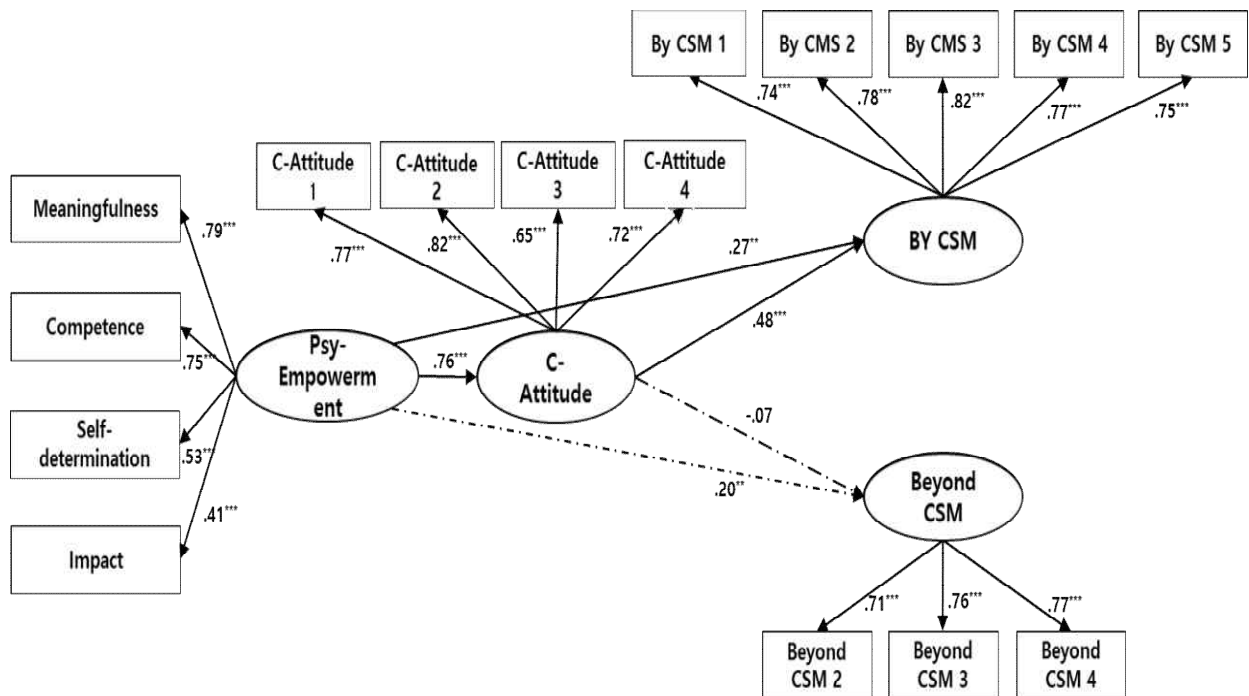 By CSM 1
By CMS 2
By CMS 3
By CSM 4
By CSM 5
.74***
.78***
.82***
.77***
.75***
C-Attitude
1
C-Attitude
2
C-Attitude
3
C-Attitude
4
.77***
.82***
.65***
.72***
Meaningfulness
.79***
Competence
.75***
Self-
determination
.53***
Impact
.41***
Psy-
Empowerm
ent
.76***
C-
Attitude
.27**
.48***
BY CSM
-.07
.20**
Beyond
CSM
.71***
.76***
.77***
Beyond
CSM 2
Beyond
CSM 3
Beyond
CSM 4